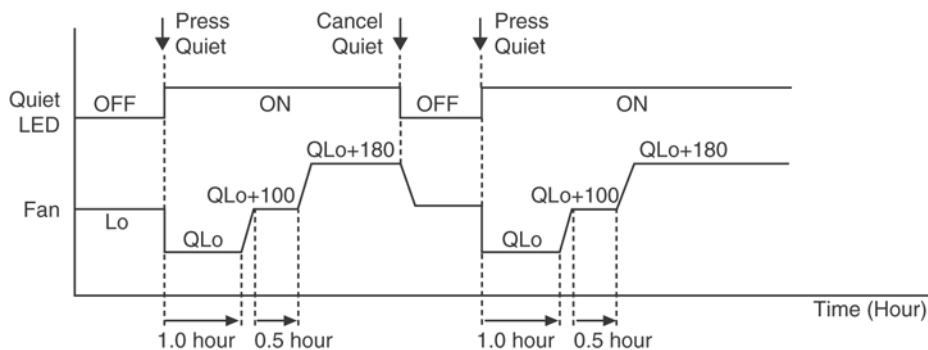 Press
Quiet
Cancel
Quiet
Press
Quiet
Quiet
LED
OFF
ON
OFF
ON
QLo+180
QLo+180
QLo+100
QLo+100
Fan
Lo
QLo
QLo
Time (Hour)
1.0 hour
0.5 hour
1.0 hour
0.5 hour